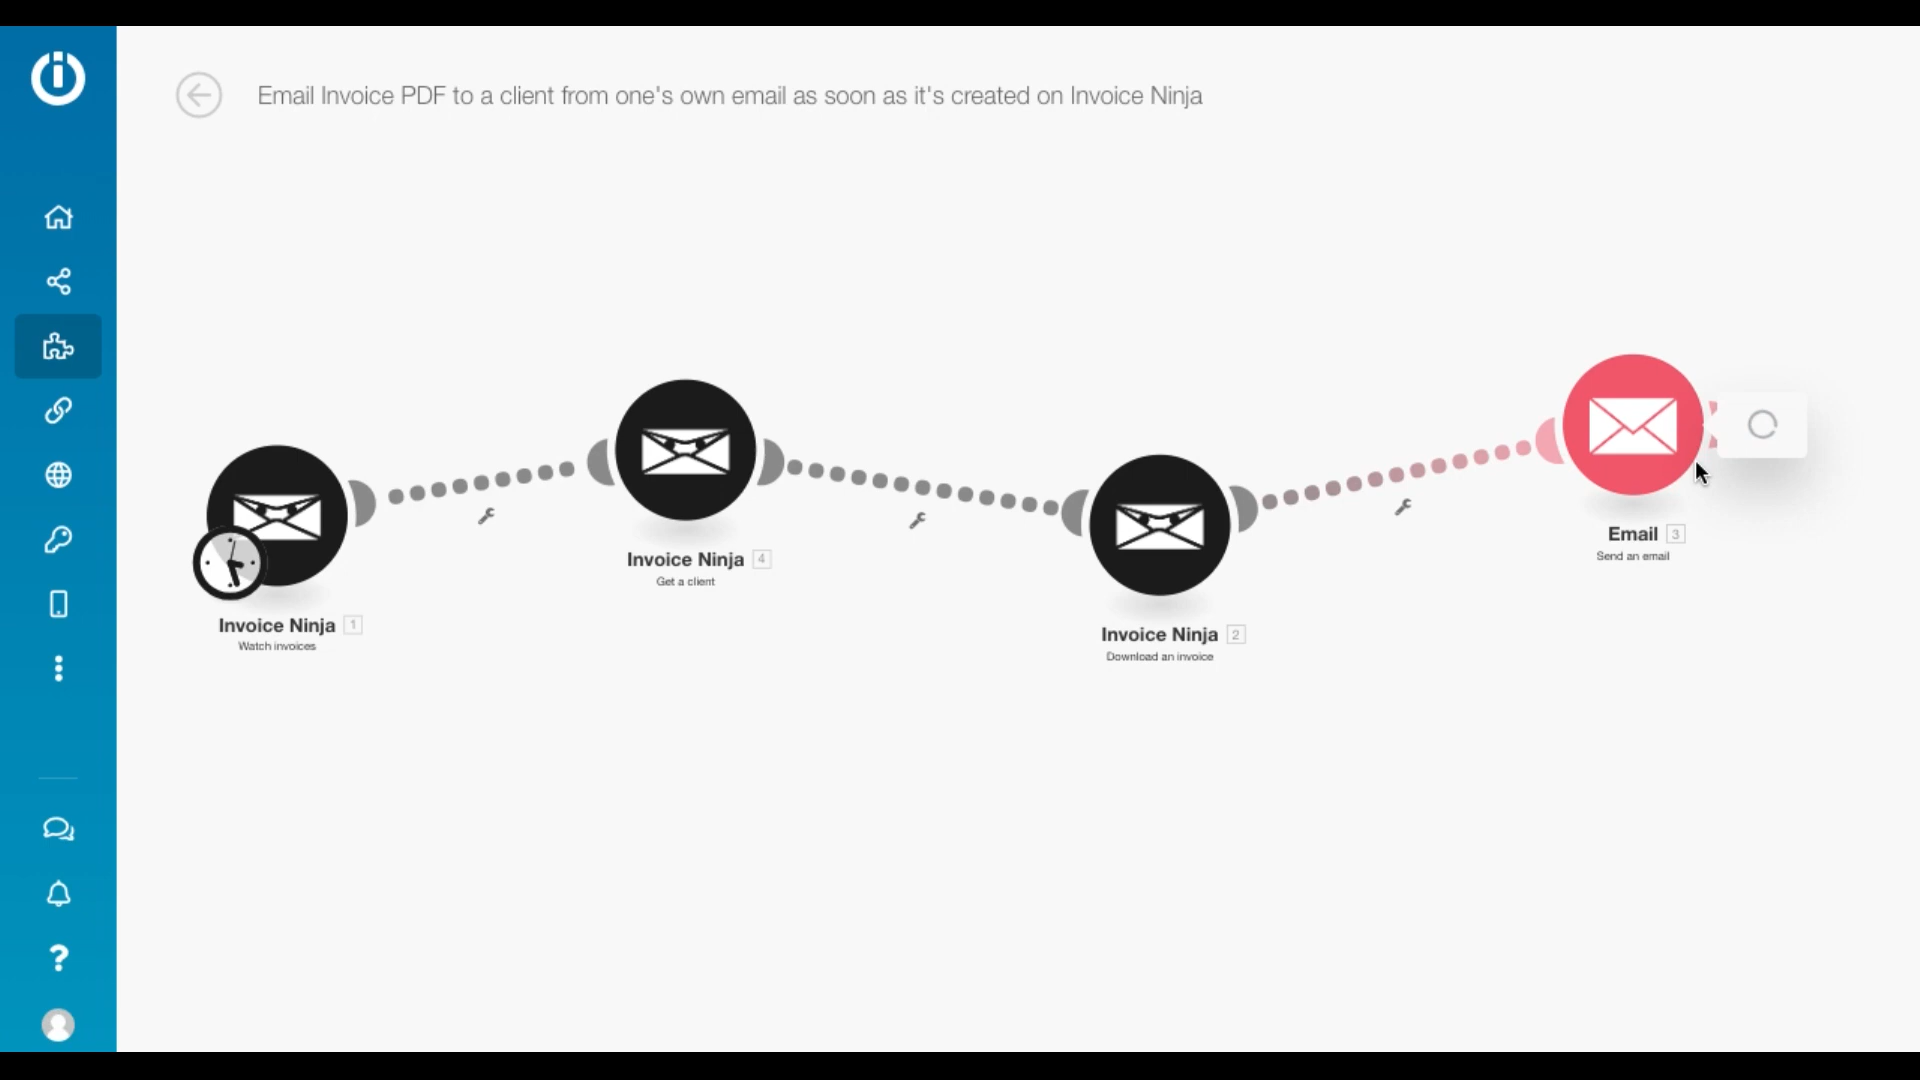 Email Invoice PDF to a client from one's own email as soon as it's created on Invoice Ninja
Invoice Ninja 1
Watch invoices
Invoice Ninja 4
Get a client
Invoice Ninja 2
Download an invoice
Email 3
Send an email